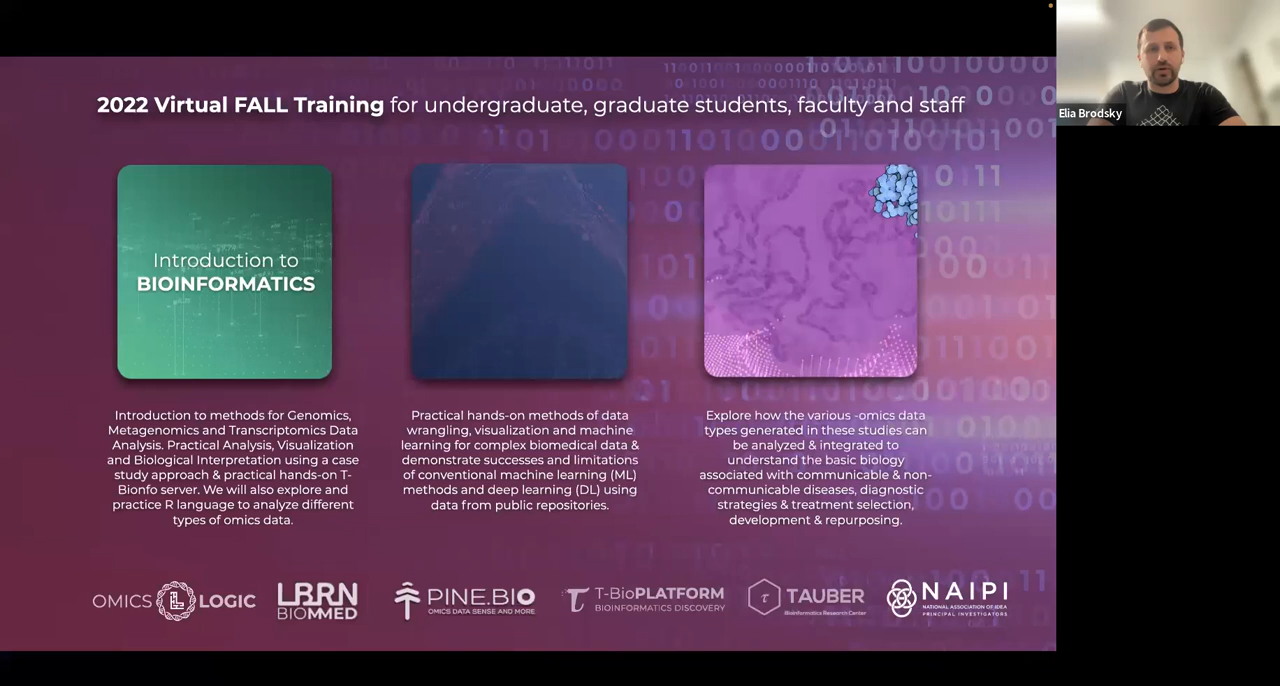 2022 Virtual FALL Training for undergraduate, graduate students, faculty and staff
Elia Brodsky
Introduction to
BIOINFORMATICS
Introduction to methods for Genomics,
Metagenomics and Transcriptomics Data
Analysis. Practical Analysis, Visualization
and Biological Interpretation using a case
study approach & practical hands-on T-
Bionfo server. We will also explore and
practice R language to analyze different
types of omics data.
Practical hands-on methods of data
wrangling, visualization and machine
learning for complex biomedical data &
demonstrate successes and limitations
of conventional machine learning (ML)
methods and deep learning (DL) using
data from public repositories.
Explore how the various -omics data
types generated in these studies can
be analyzed & integrated to
understand the basic biology
associated with communicable & non-
communicable diseases, diagnostic
strategies & treatment selection,
development & repurposing.
OMICS LOGIC
LBRN
BIOMMED
PINE.BIO
OMICS DATA SENSE AND MORE
T-BioPLATFORM
BIOINFORMATICS DISCOVERY
TAUBER
Bioinformatics Research Center
NAIPI
NATIONAL ASSOCIATION OF IDEA
PRINCIPAL INVESTIGATORS